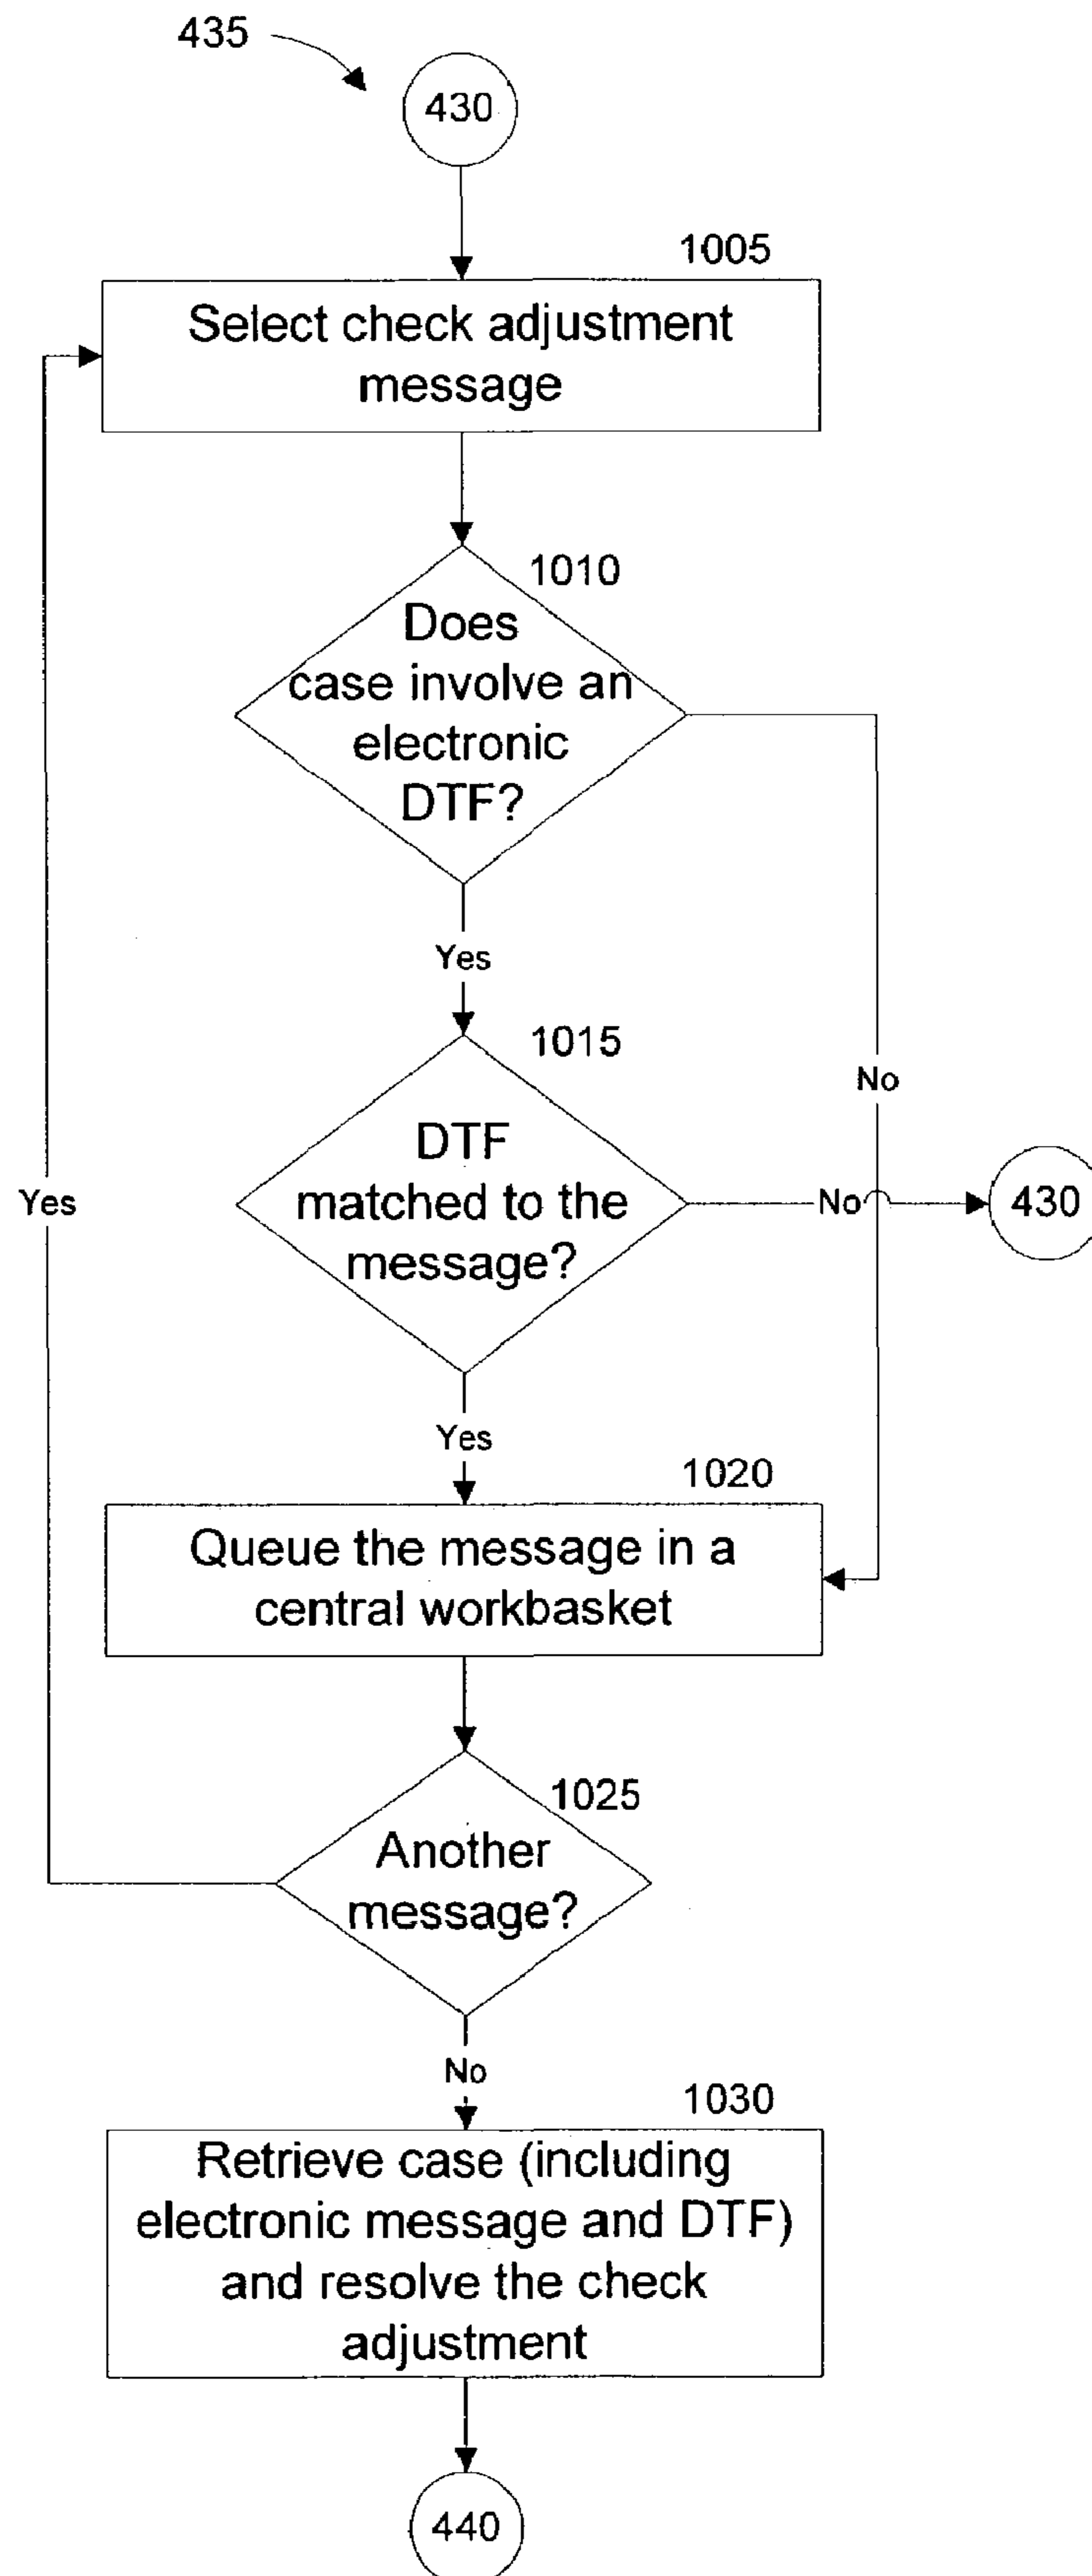 435
430
1005
Select check adjustment
message
1010
Does
case involve an
electronic
DTF?
Yes
No
1015
DTF
matched to the
message?
No
430
Yes
Yes
1020
Queue the message in a
central workbasket
1025
Another
message?
No
1030
Retrieve case (including
electronic message and DTF)
and resolve the check
adjustment
440